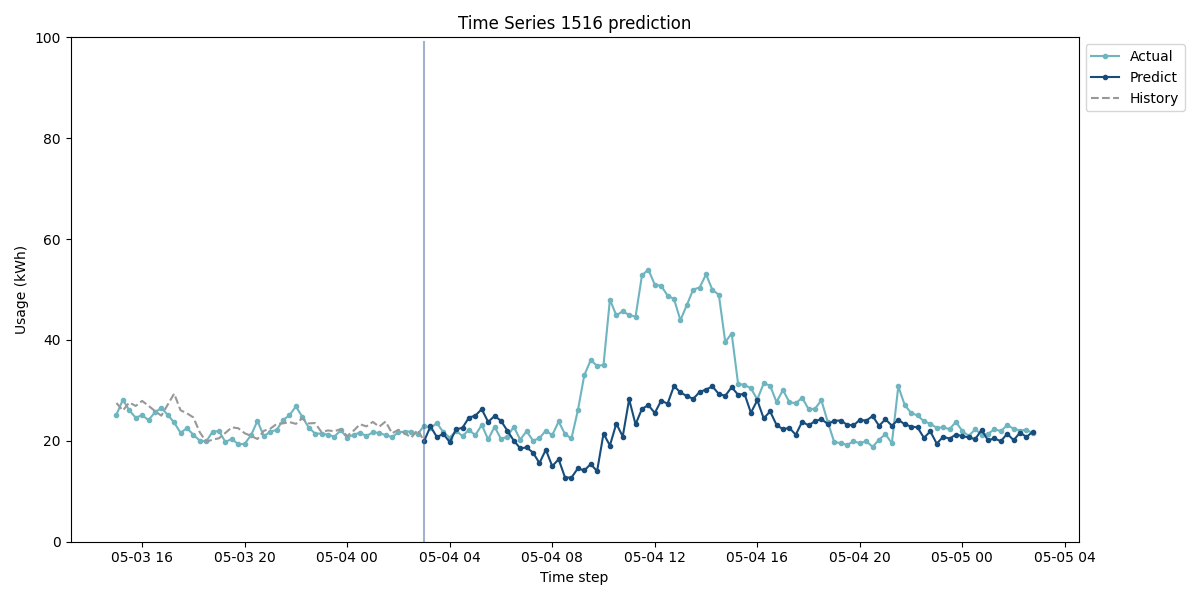 Time Series 1516 prediction
Usage (kWh)
100
80
60
40
20
0
05-03 16
05-03 20
05-04 00
05-04 04
05-04 08
05-04 12
05-04 16
05-04 20
05-05 00
05-05 04
Time step
Actual
Predict
History